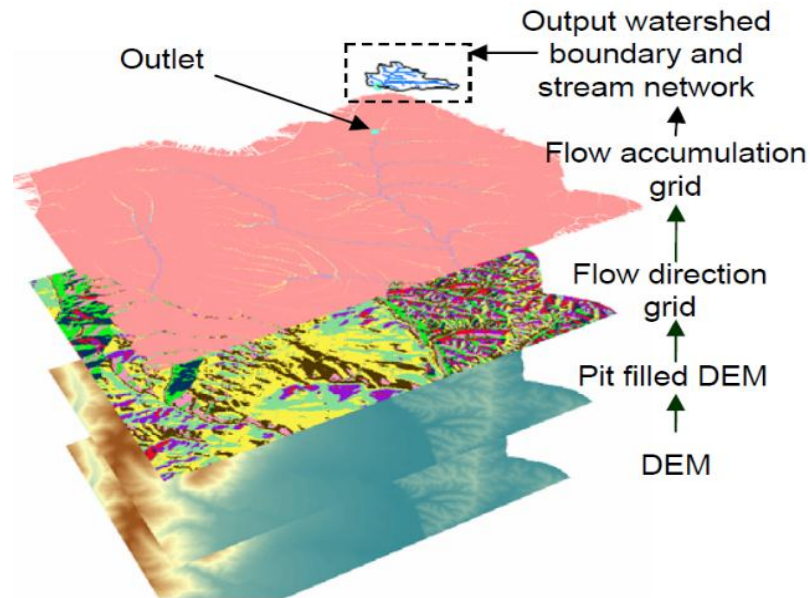 Outlet
Output watershed
boundary and
stream network
Flow accumulation
grid
Flow direction
grid
Pit filled DEM
DEM